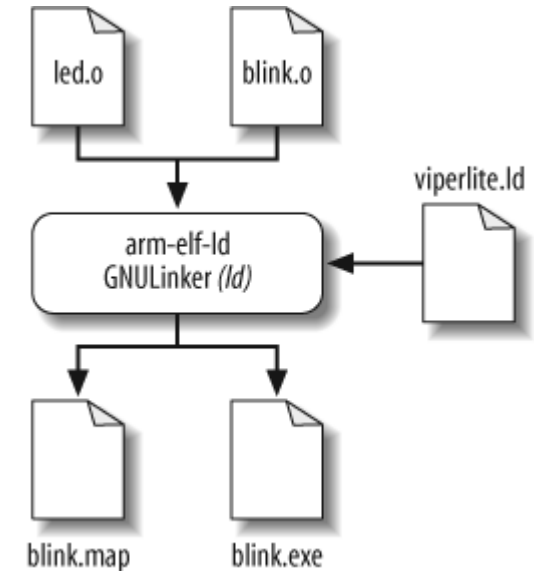 led.o
blink.o
viperlite.ld
arm-elf-ld
GNULinker (ld)
blink.map
blink.exe